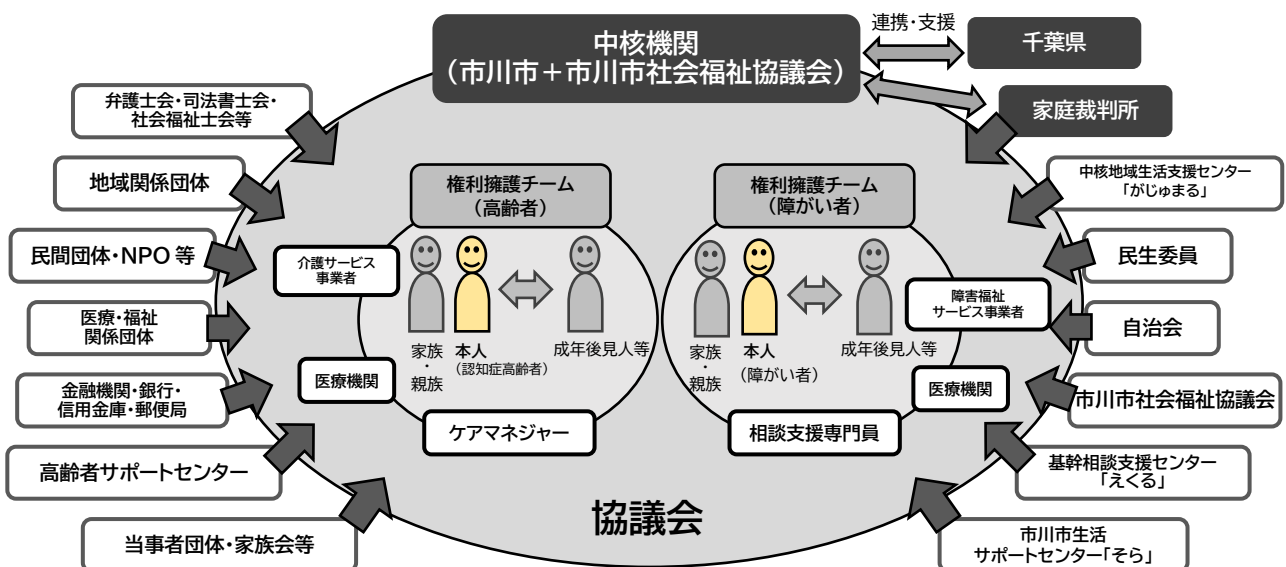 中核機関
（市川市＋市川市社会福祉協議会）
連携・支援
千葉県
家庭裁判所
弁護士会・司法書士会・
社会福祉士会等
地域関係団体
民間団体・NPO 等
医療・福祉
関係団体
金融機関・銀行・
信用金庫・郵便局
高齢者サポートセンター
当事者団体・家族会等
権利擁護チーム
（高齢者）
介護サービス
事業者
医療機関
家族
・
親族
本人
（認知症高齢者）
成年後見人等
ケアマネジャー
権利擁護チーム
（障がい者）
家族
・
親族
本人
（障がい者）
成年後見人等
障害福祉
サービス事業者
医療機関
相談支援専門員
中核地域生活支援センター
「がじゅまる」
民生委員
自治会
市川市社会福祉協議会
基幹相談支援センター
「えくる」
市川市生活
サポートセンター「そら」
協議会